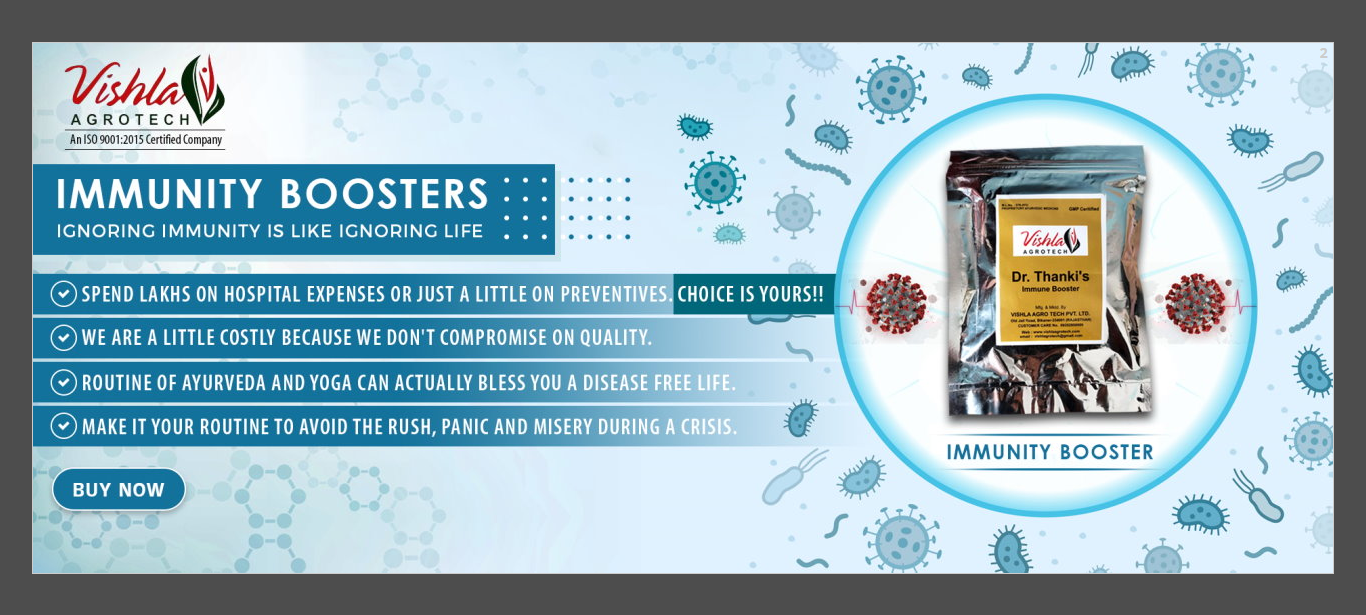 Vishla
AGROTECH
An ISO 9001:2015 Certified Company
2
IMMUNITY BOOSTERS
IGNORING IMMUNITY IS LIKE IGNORING LIFE
SPEND LAKHS ON HOSPITAL EXPENSES OR JUST A LITTLE ON PREVENTIVES. CHOICE IS YOURS!!
WE ARE A LITTLE COSTLY BECAUSE WE DON'T COMPROMISE ON QUALITY.
ROUTINE OF AYURVEDA AND YOGA CAN ACTUALLY BLESS YOU A DISEASE FREE LIFE.
MAKE IT YOUR ROUTINE TO AVOID THE RUSH, PANIC AND MISERY DURING A CRISIS.
BUY NOW
GMP Certified
Vishla
AGROTECH
Dr. Thanki's
Immune Booster
Mfg. & Mktd. By
VISHLA AGRO TECH PVT. LTD.
IMMUNITY BOOSTER